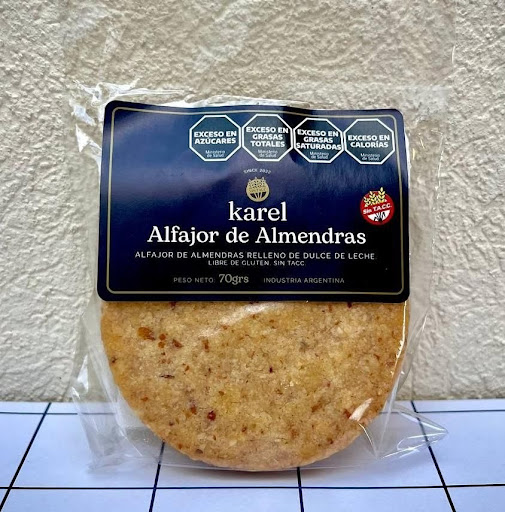 EXCESO EN
AZÚCARES
Ministerio
de Salud
EXCESO EN
GRASAS
TOTALES
Ministerio
de Salud
EXCESO EN
GRASAS
SATURADAS
Ministerio
de Salud
EXCESO EN
CALORÍAS
Ministerio
de Salud
SINCE 2017
karel
Sin T.A.C.C.
Alfajor de Almendras
ALFAJOR DE ALMENDRAS RELLENO DE DULCE DE LECHE
LIBRE DE GLUTEN. SIN TACC.
PESO NETO: 70grs INDUSTRIA ARGENTINA